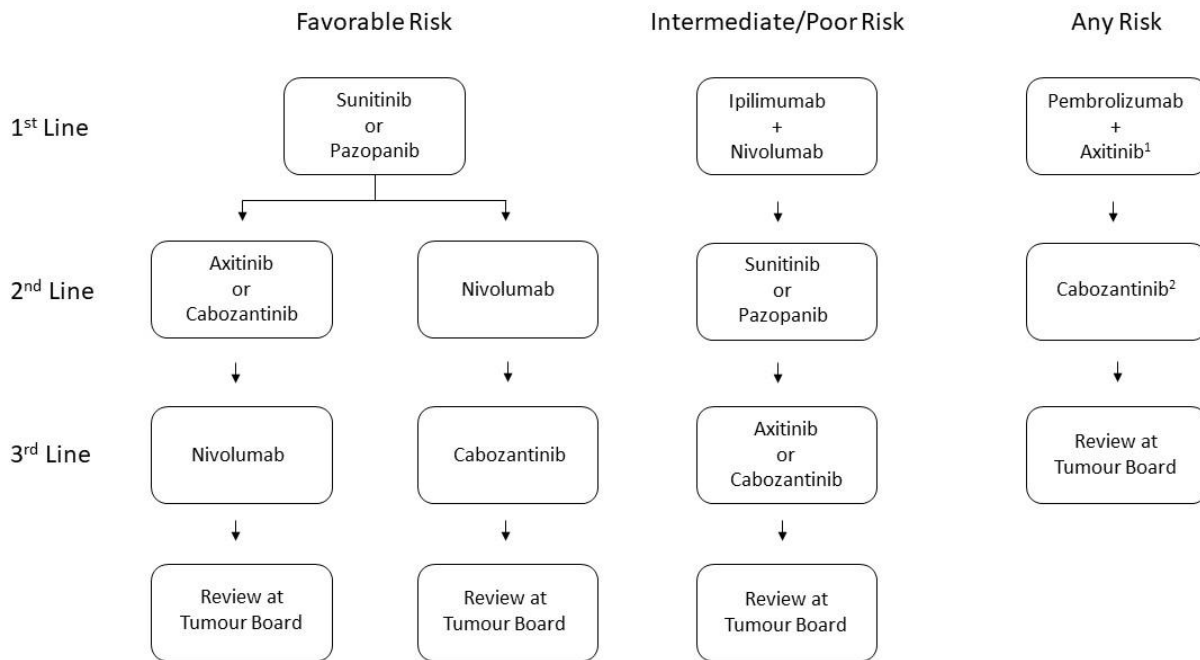 Favorable Risk
Intermediate/Poor Risk
Any Risk
1st Line
Sunitinib
or
Pazopanib
Ipilimumab
+
Nivolumab
Pembrolizumab
+
Axitinib1
2nd Line
Axitinib
or
Cabozantinib
Nivolumab
Sunitinib
or
Pazopanib
Cabozantinib2
3rd Line
Nivolumab
Cabozantinib
Axitinib
or
Cabozantinib
Review at
Tumour Board
Review at
Tumour Board
Review at
Tumour Board
Review at
Tumour Board